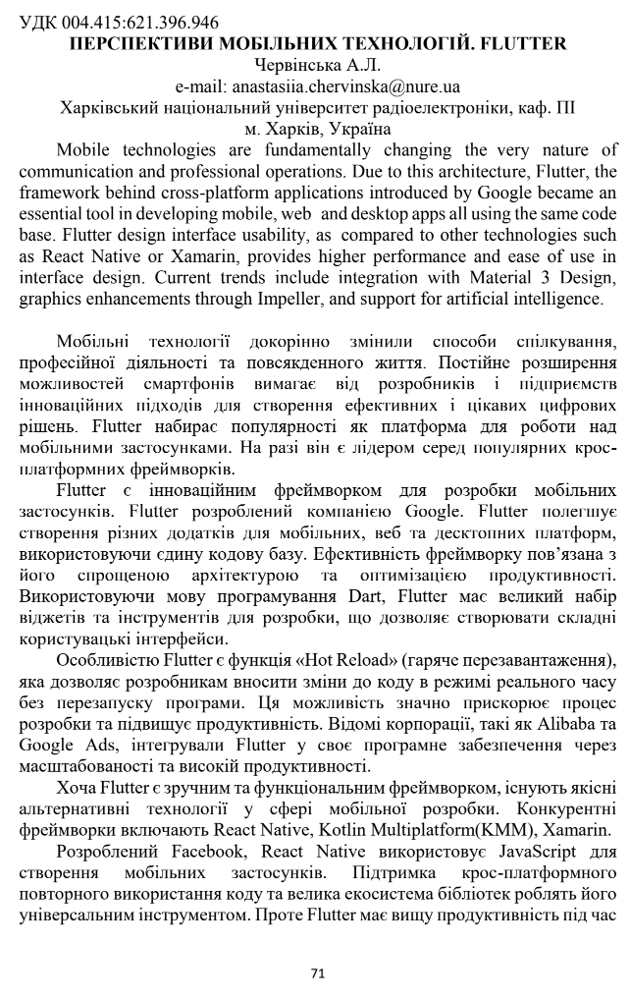 УДК 004.415:621.396.946
ПЕРСПЕКТИВИ МОБІЛЬНИХ ТЕХНОЛОГІЙ. FLUTTER
Червінська А.Л.
e-mail: anastasiia.chervinska@nure.ua
Харківський національний університет радіоелектроніки, каф. ПІ
м. Харків, Україна
Mobile technologies are fundamentally changing the very nature of
communication and professional operations. Due to this architecture, Flutter, the
framework behind cross-platform applications introduced by Google became an
essential tool in developing mobile, web and desktop apps all using the same code
base. Flutter design interface usability, as compared to other technologies such
as React Native or Xamarin, provides higher performance and ease of use in
interface design. Current trends include integration with Material 3 Design,
graphics enhancements through Impeller, and support for artificial intelligence.
Мобільні технології докорінно змінили способи спілкування,
професійної діяльності та повсякденного життя. Постійне розширення
можливостей смартфонів вимагає від розробників і підприємств
інноваційних підходів для створення ефективних і цікавих цифрових
рішень. Flutter набирає популярності як платформа для роботи над
мобільними застосунками. На разі він є лідером серед популярних крос-
платформних фреймворків.
Flutter є інноваційним фреймворком для розробки мобільних
застосунків. Flutter розроблений компанією Google. Flutter полегшує
створення різних додатків для мобільних, веб та десктопних платформ,
використовуючи єдину кодову базу. Ефективність фреймворку пов’язана з
його спрощеною архітектурою та оптимізацією продуктивності.
Використовуючи мову програмування Dart, Flutter має великий набір
віджетів та інструментів для розробки, що дозволяє створювати складні
користувацькі інтерфейси.
Особливістю Flutter є функція «Hot Reload» (гаряче перезавантаження),
яка дозволяє розробникам вносити зміни до коду в режимі реального часу
без перезапуску програми. Ця можливість значно прискорює процес
розробки та підвищує продуктивність. Відомі корпорації, такі як Alibaba та
Google Ads, інтегрували Flutter у своє програмне забезпечення через
масштабованості та високій продуктивності.
Хоча Flutter є зручним та функціональним фреймворком, існують якісні
альтернативні технології у сфері мобільної розробки. Конкурентні
фреймворки включають React Native, Kotlin Multiplatform(KMM), Xamarin.
Розроблений Facebook, React Native використовує JavaScript для
створення мобільних застосунків. Підтримка крос-платформного
повторного використання коду та велика екосистема бібліотек роблять його
універсальним інструментом. Проте Flutter має вищу продуктивність під час
71